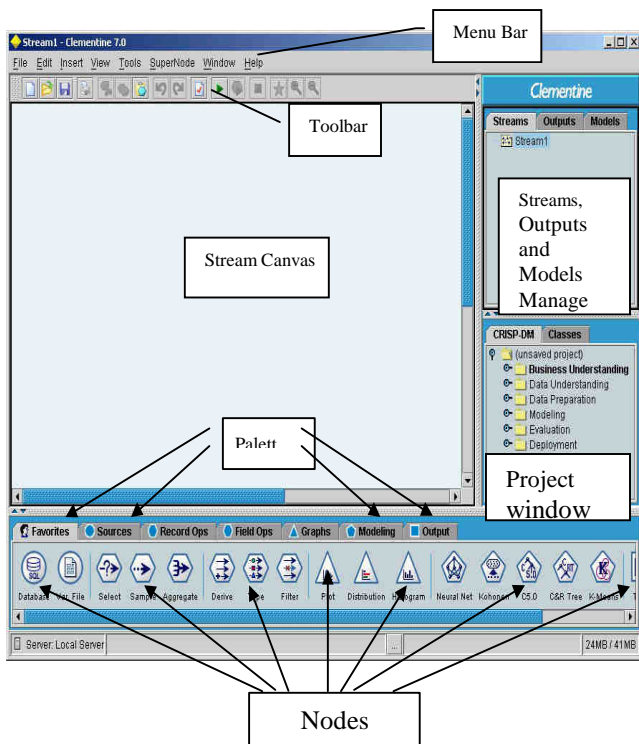 Stream1 - Clementine 7.0
Menu Bar
File Edit Insert View Tools SuperNode Window Help
Toolbar
Clementine
Streams Outputs Models
Stream1
Streams,
Outputs
and
Models
Manage
Stream Canvas
CRISP-DM Classes
(unsaved project)
Business Understanding
Data Understanding
Data Preparation
Modeling
Evaluation
Deployment
Palett
Project
window
Favorites Sources Record Ops Field Ops Graphs Modeling Output
SQL C5.0 C&RT K
Database Var. File Select Sample Aggregate Derive Filter Plot Distribution Histogram Neural Net Kohonen C5.0 C&R Tree K-Means
Server: Local Server ... 24MB / 41MB
Nodes